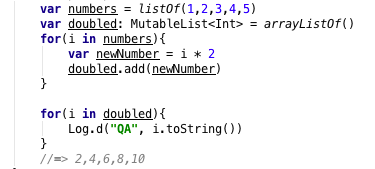 var numbers = listOf(1,2,3,4,5)
var doubled: MutableList<Int> = arrayListOf()
for(i in numbers){
    var newNumber = i * 2
    doubled.add(newNumber)
}

for(i in doubled){
    Log.d("QA", i.toString())
}
//=> 2,4,6,8,10